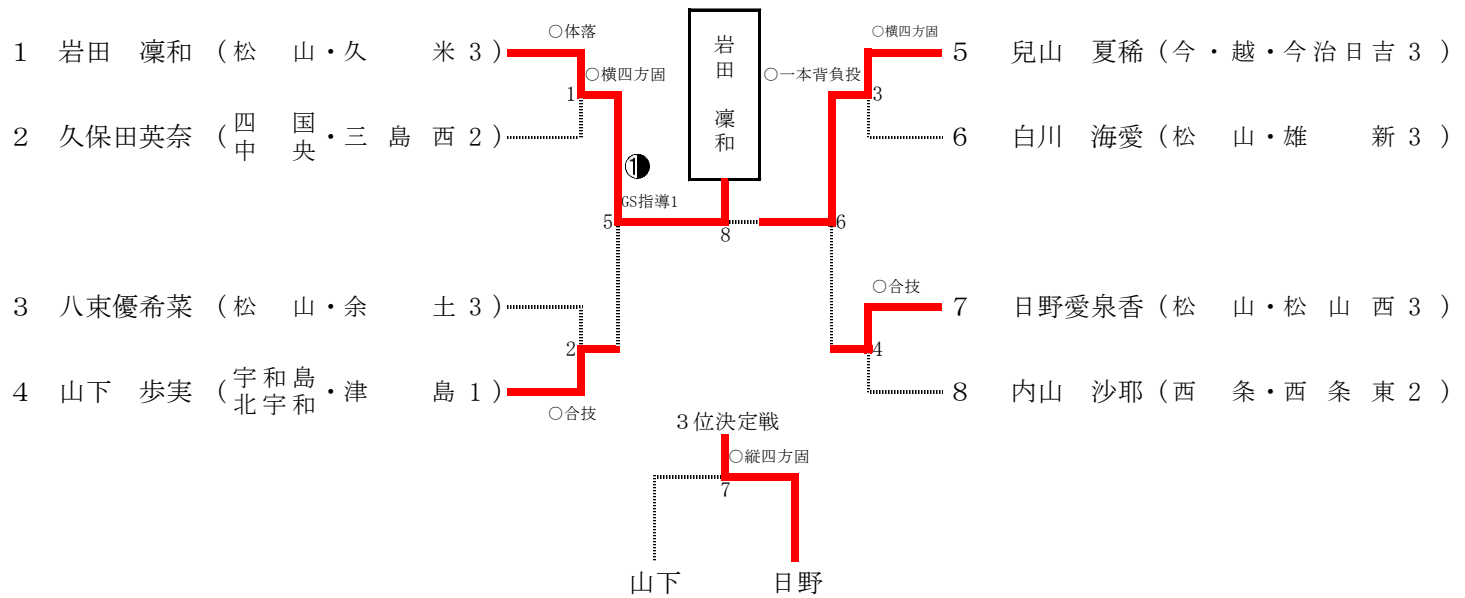 1 岩田 凜和 (松 山・久 米 3)
○体落
○横四方固
1
2 久保田英奈 (四国中央・三 島 西 2)
①
GS指導1
5
3 八束優希菜 (松 山・余 土 3)
2
4 山下 歩実 (宇和島北宇和・津 島 1)
○合技
岩田 凜和
8
○横四方固
5 兒山 夏稀 (今・越・今治日吉 3)
○一本背負投
3
6 白川 海愛 (松 山・雄 新 3)
6
○合技
7 日野愛泉香 (松 山・松 山 西 3)
4
8 内山 沙耶 (西 条・西 条 東 2)
3位決定戦
○縦四方固
7
山下 日野